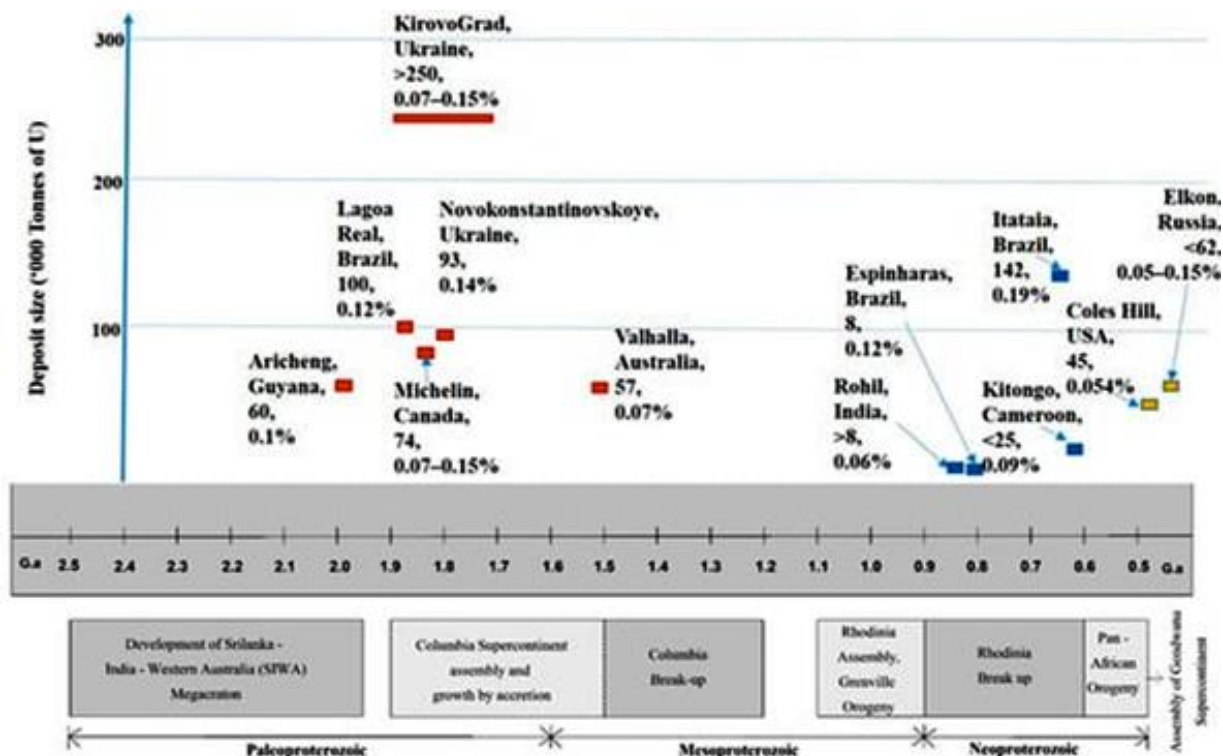 Deposit size ('000 Tonnes of U)
300
200
100
KirovoGrad,
Ukraine,
>250,
0.07–0.15%
Lagoa
Real,
Brazil,
100,
0.12%
Novokonstantinovskoye,
Ukraine,
93,
0.14%
Aricheng,
Guyana,
60,
0.1%
Michelin,
Canada,
74,
0.07–0.15%
Valhalla,
Australia,
57,
0.07%
Espinharas,
Brazil,
8,
0.12%
Rohil,
India,
>8,
0.06%
Itataia,
Brazil,
142,
0.19%
Elkon,
Russia,
<62,
0.05–0.15%
Coles Hill,
USA,
45,
0.054%
Kitongo,
Cameroon,
<25,
0.09%
G.a 2.5 2.4 2.3 2.2 2.1 2.0 1.9 1.8 1.7 1.6 1.5 1.4 1.3 1.2 1.1 1.0 0.9 0.8 0.7 0.6 0.5 G.a
Development of Srilanka -
India - Western Australia (SIWA)
Megacraton
Columbia Supercontinent
assembly and
growth by accretion
Columbia
Break-up
Rhodinia
Assembly,
Grenville
Orogeny
Rhodinia
Break up
Pan -
African
Orogeny
Assembly of Goodwana
Supercontinent
Paleoproterozoic
Mesoproterozoic
Neoproterozoic